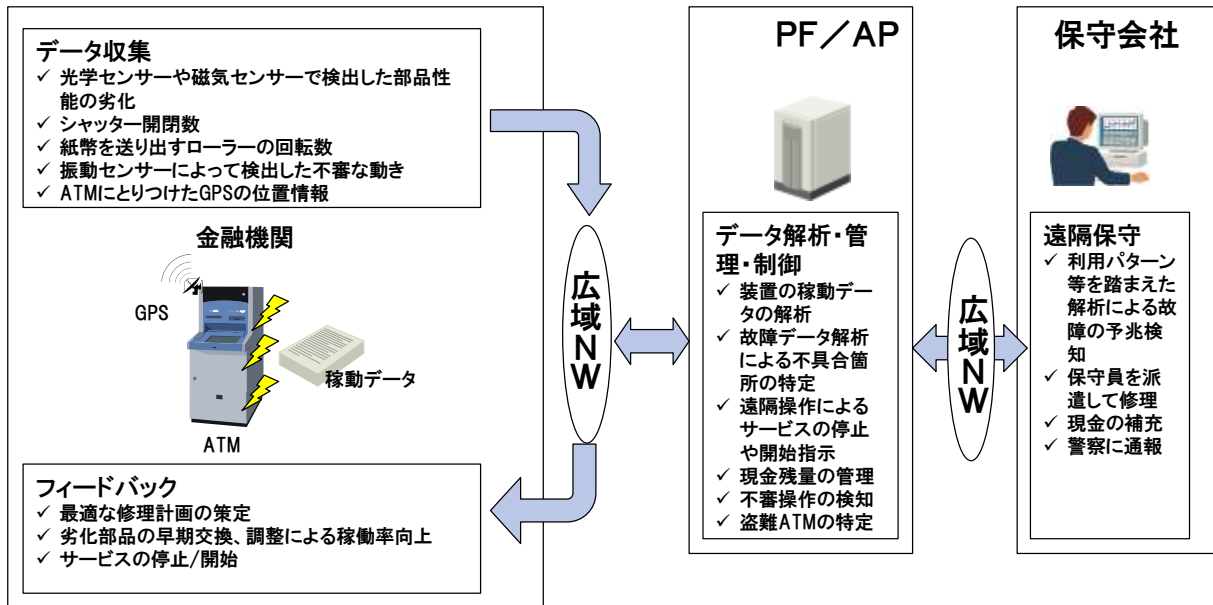 データ収集
✓ 光学センサーや磁気センサーで検出した部品性
能の劣化
✓ シャッター開閉数
✓ 紙幣を送り出すローラーの回転数
✓ 振動センサーによって検出した不審な動き
✓ ATMにとりつけたGPSの位置情報
金融機関
GPS
稼動データ
ATM
フィードバック
✓ 最適な修理計画の策定
✓ 劣化部品の早期交換、調整による稼働率向上
✓ サービスの停止/開始
広域NW
PF／AP
データ解析・管
理・制御
✓ 装置の稼動デー
タの解析
✓ 故障データ解析
による不具合箇
所の特定
✓ 遠隔操作による
サービスの停止
や開始指示
✓ 現金残量の管理
✓ 不審操作の検知
✓ 盗難ATMの特定
広域NW
保守会社
遠隔保守
✓ 利用パターン
等を踏まえた
解析による故
障の予兆検
知
✓ 保守員を派
遣して修理
✓ 現金の補充
✓ 警察に通報